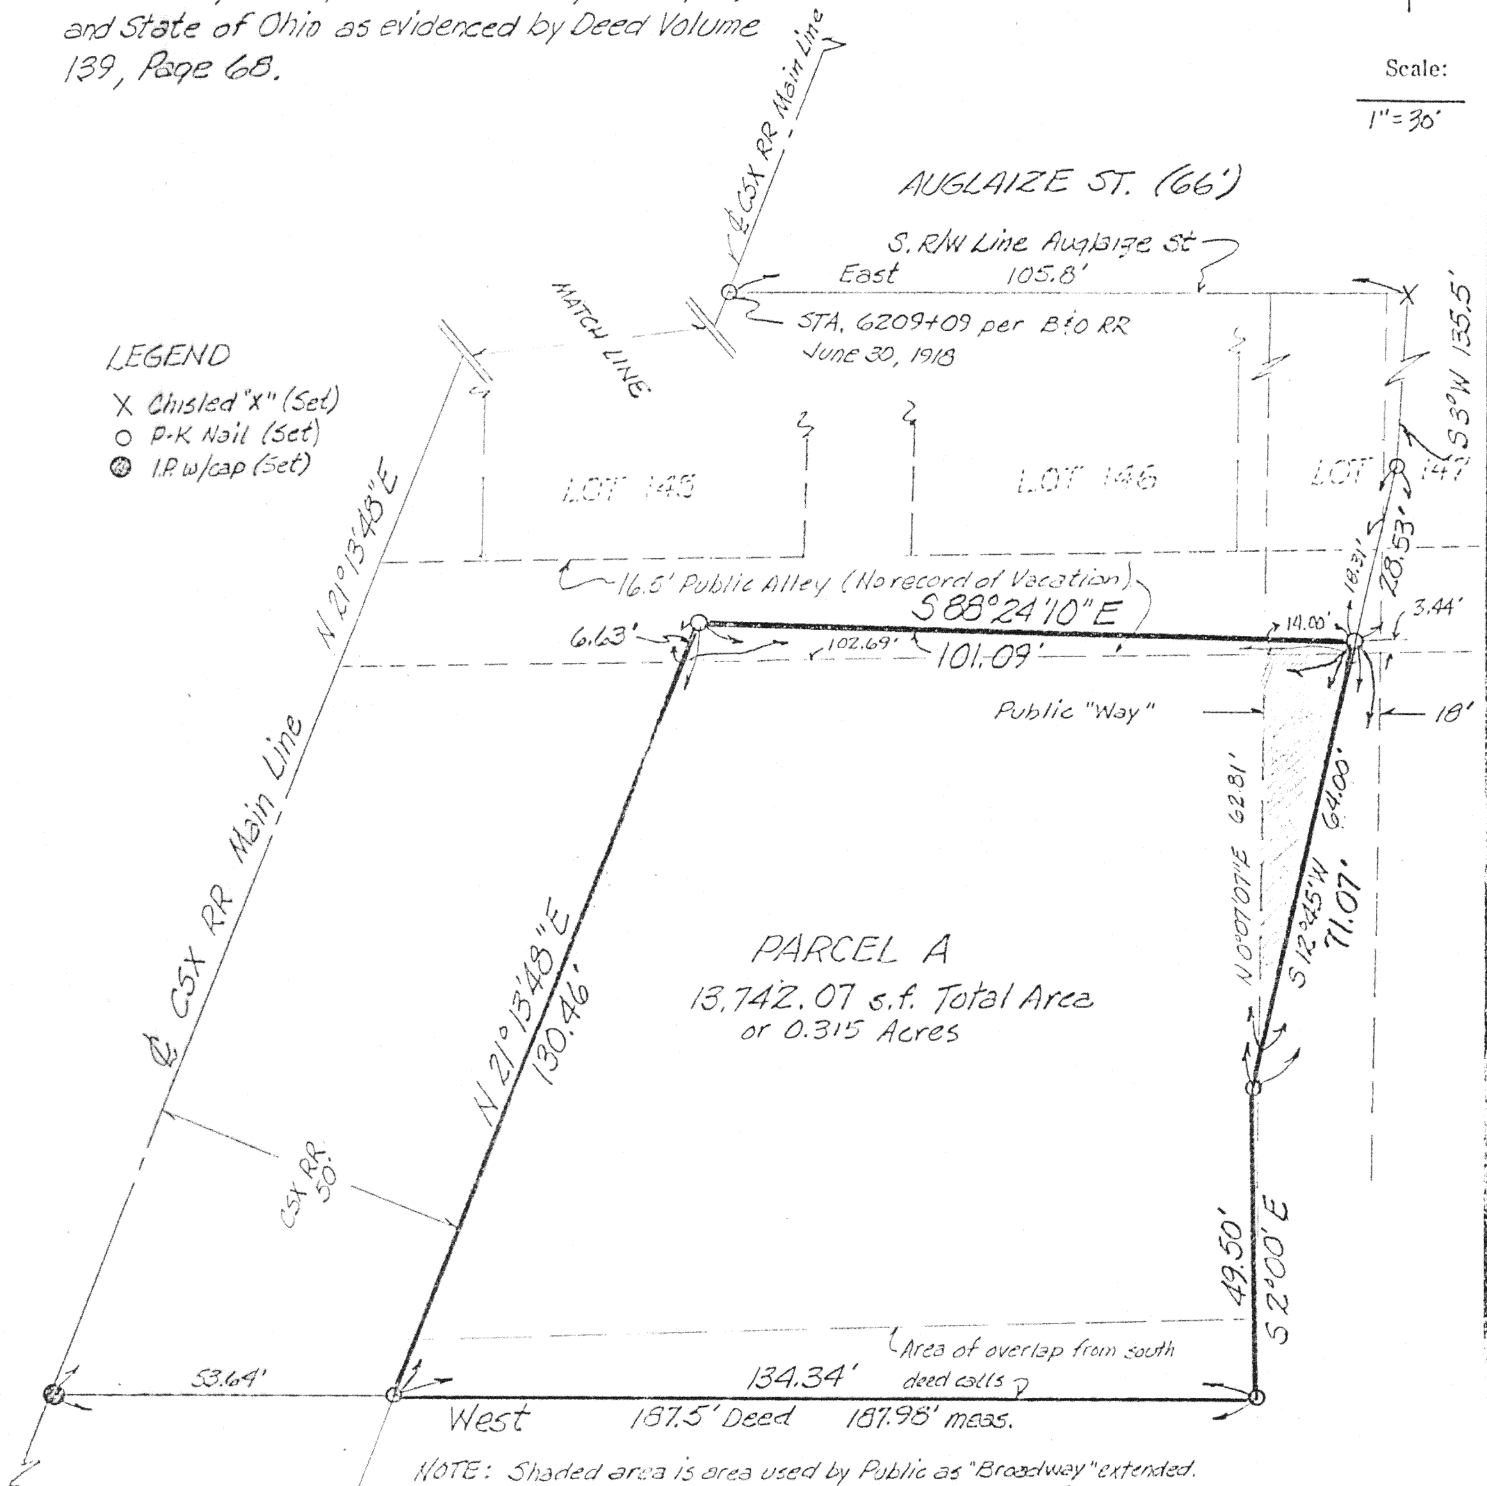 and State of Ohio as evidenced by Deed Volume
139, Page 68.
Scale:
1"=30'
℄ CSX RR Main Line
AUGLAIZE ST. (66')
S. R/W Line Auglaize St
East 105.8'
STA. 6209+09 per B&O RR
June 30, 1918
MATCH LINE
S 3° W 135.5'
LEGEND
X Chisled "X" (Set)
P-K Nail (Set)
I.P. w/cap (Set)
LOT 145
LOT 146
LOT 147
N 21° 13' 48" E
16.5' Public Alley (No record of Vacation)
S 88° 24' 10" E
18.31'
28.53'
14.00'
3.44'
6.63'
102.69'
101.09'
Public "Way"
18'
℄ CSX RR Main Line
N 0°07'07" E 62.81'
64.00'
S 12°45' W
71.07'
N 21° 13' 48" E
130.46'
PARCEL A
13,742.07 s.f. Total Area
or 0.315 Acres
CSX RR.
50'
49.50'
S 2°00' E
Area of overlap from south
deed calls
53.64'
134.34'
West 187.5' Deed 187.98' meas.
NOTE: Shaded area is area used by Public as "Broadway" extended.